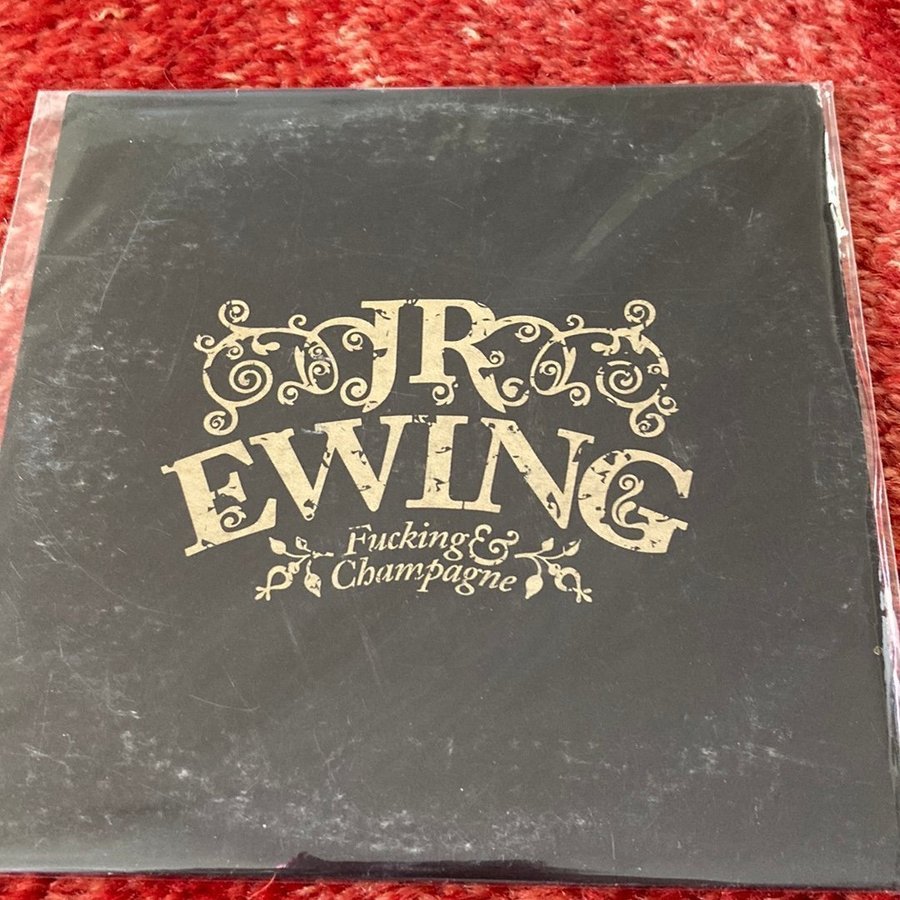 JR
EWING
Fucking &
Champagne